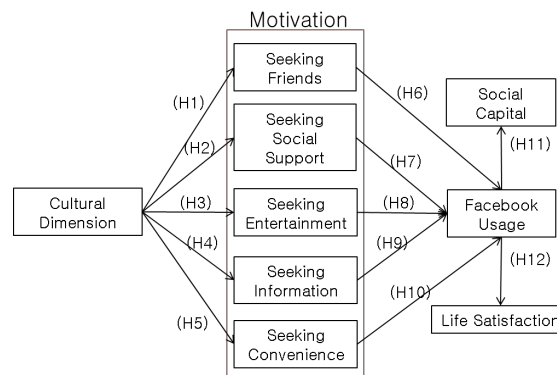 Motivation
Seeking
Friends
(H1)
(H6)
Social
Capital
Seeking
Social
Support
(H2)
(H7)
(H11)
Cultural
Dimension
(H3)
Seeking
Entertainment
(H8)
Facebook
Usage
(H4)
(H9)
(H12)
Seeking
Information
(H10)
(H5)
Life Satisfaction
Seeking
Convenience